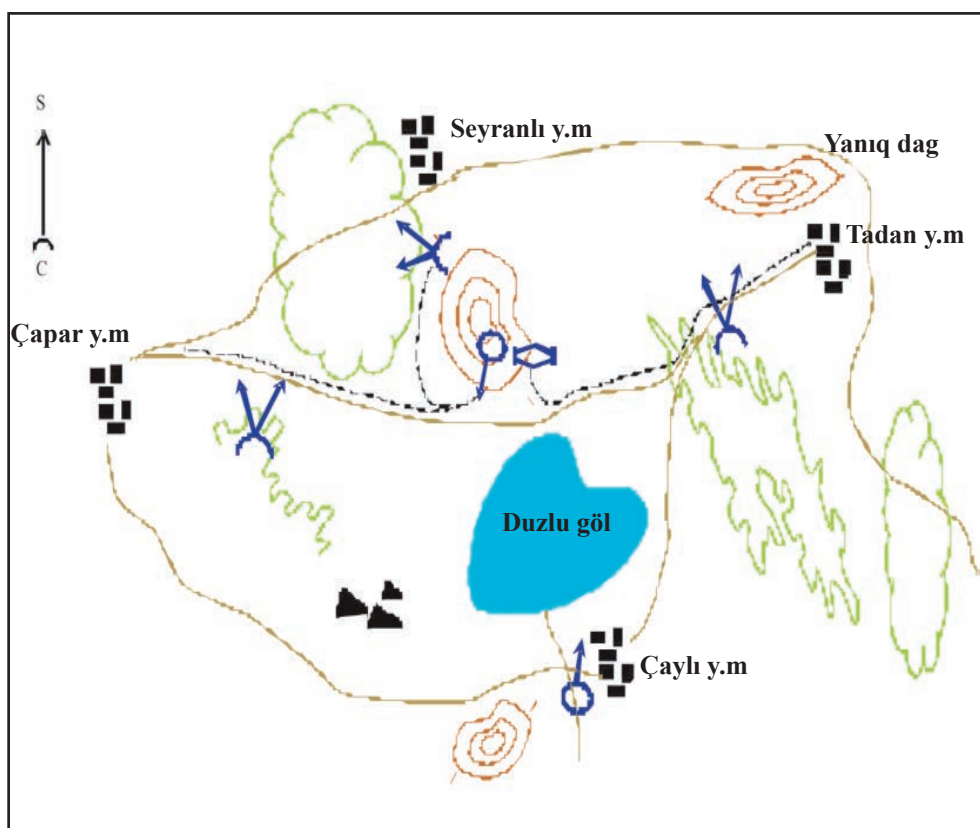 S
Seyranlı y.m
Yanıq dag
Tadan y.m
C
Çapar y.m
Duzlu göl
Çaylı y.m